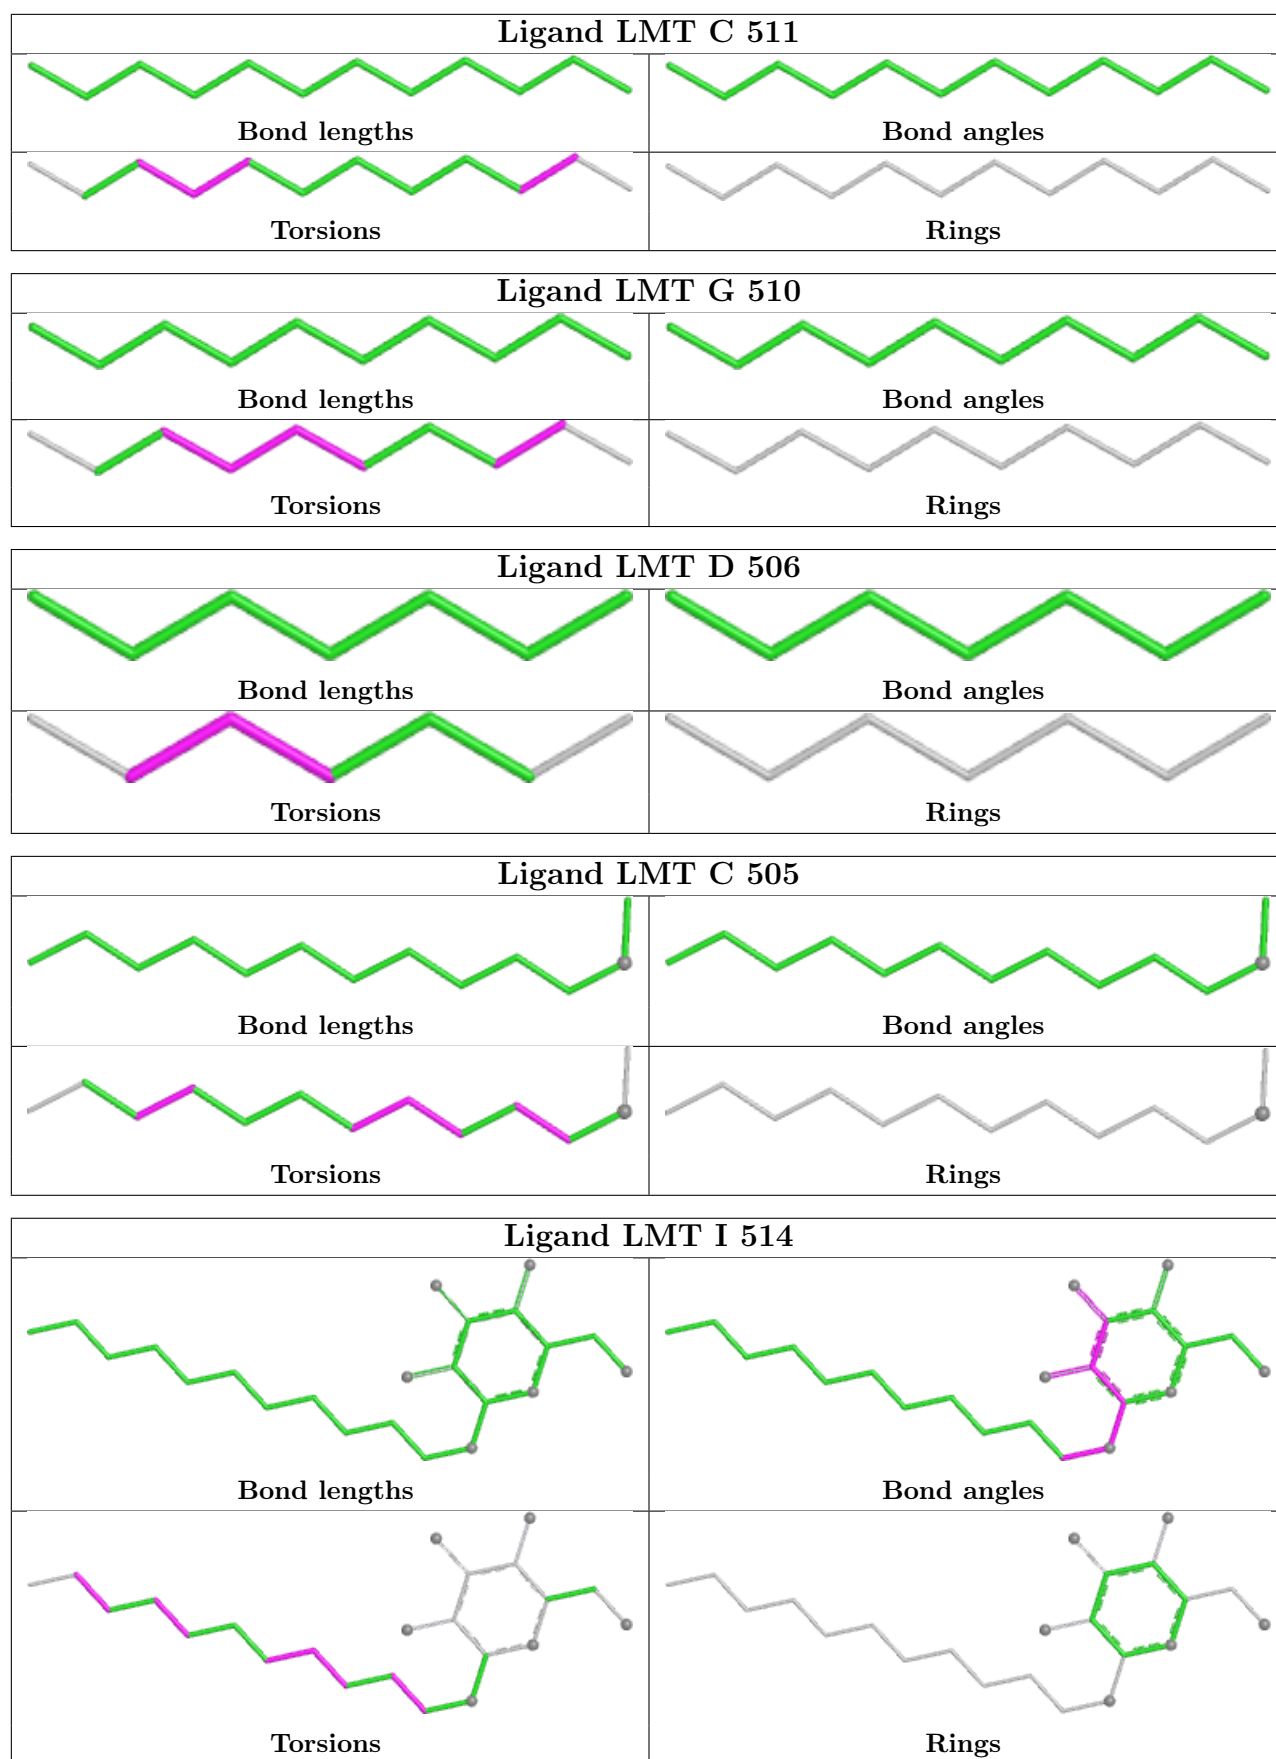 Ligand LMT C 511
Bond lengths
Bond angles
Torsions
Rings
Ligand LMT G 510
Bond lengths
Bond angles
Torsions
Rings
Ligand LMT D 506
Bond lengths
Bond angles
Torsions
Rings
Ligand LMT C 505
Bond lengths
Bond angles
Torsions
Rings
Ligand LMT I 514
Bond lengths
Bond angles
Torsions
Rings